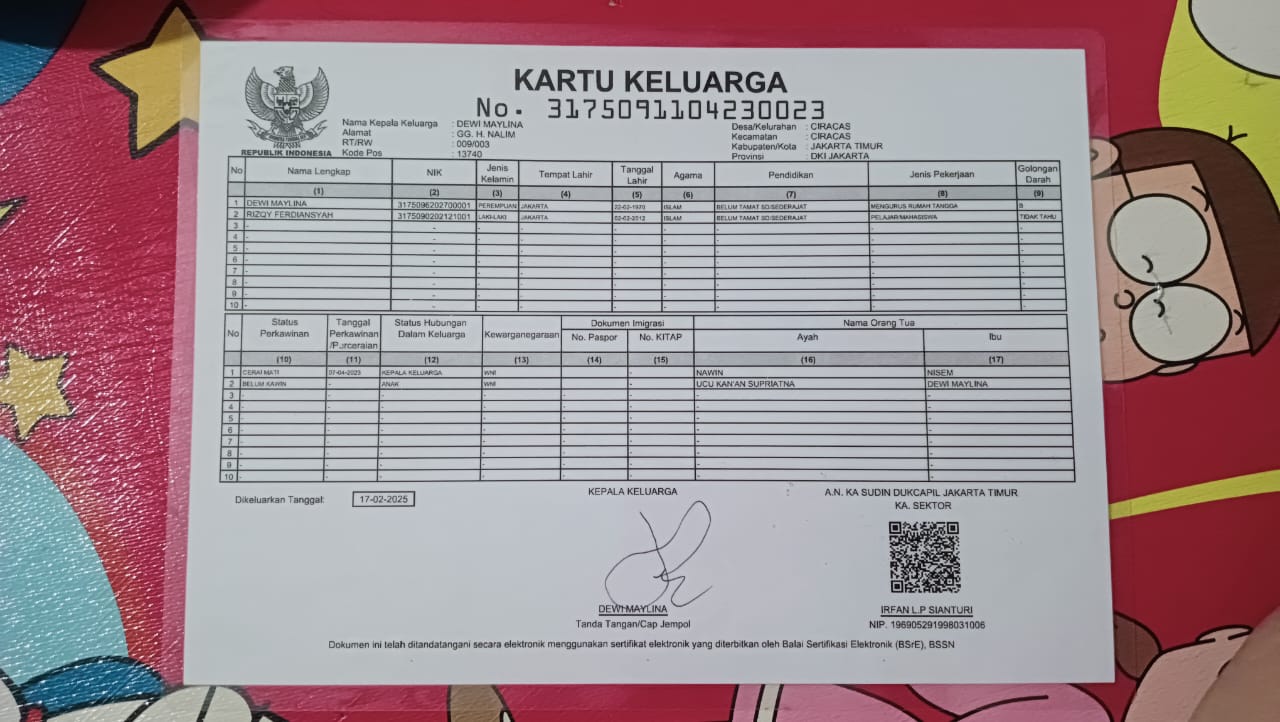 KARTU KELUARGA
No. 3175091104230023
REPUBLIK INDONESIA
Nama Kepala Keluarga : DEWI MAYLINA
Alamat : GG. H. NALIM
RT/RW : 009/003
Kode Pos : 13740
Desa/Kelurahan : CIRACAS
Kecamatan : CIRACAS
Kabupaten/Kota : JAKARTA TIMUR
Provinsi : DKI JAKARTA
No Nama Lengkap NIK Jenis Kelamin Tempat Lahir Tanggal Lahir Agama Pendidikan Jenis Pekerjaan Golongan Darah
(1) (2) (3) (4) (5) (6) (7) (8) (9)
1 DEWI MAYLINA 3175096202700001 PEREMPUAN JAKARTA 22-02-1970 ISLAM BELUM TAMAT SD/SEDERAJAT MENGURUS RUMAH TANGGA B
2 RIZQY FERDIANSYAH 3175090202121001 LAKI-LAKI JAKARTA 02-02-2012 ISLAM BELUM TAMAT SD/SEDERAJAT PELAJAR/MAHASISWA TIDAK TAHU
3 - - - - - - - - -
4 - - - - - - - - -
5 - - - - - - - - -
6 - - - - - - - - -
7 - - - - - - - - -
8 - - - - - - - - -
9 - - - - - - - - -
10 - - - - - - - - -
No Status Perkawinan Tanggal Perkawinan /Perceraian Status Hubungan Dalam Keluarga Kewarganegaraan Dokumen Imigrasi Nama Orang Tua
No. Paspor No. KITAP Ayah Ibu
(10) (11) (12) (13) (14) (15) (16) (17)
1 CERAI MATI 07-04-2023 KEPALA KELUARGA WNI - NAWIN NISEM
2 BELUM KAWIN - ANAK WNI - UCU KAN'AN SUPRIATNA DEWI MAYLINA
3 - - - - - - - -
4 - - - - - - - -
5 - - - - - - - -
6 - - - - - - - -
7 - - - - - - - -
8 - - - - - - - -
9 - - - - - - - -
10 - - - - - - - -
Dikeluarkan Tanggal: 17-02-2025
KEPALA KELUARGA
DEWI MAYLINA
Tanda Tangan/Cap Jempol
: A.N. KA SUDIN DUKCAPIL JAKARTA TIMUR
KA. SEKTOR
IRFAN L.P SIANTURI
NIP. 196905291998031006
Dokumen ini telah ditandatangani secara elektronik menggunakan sertifikat elektronik yang diterbitkan oleh Balai Sertifikasi Elektronik (BSrE), BSSN